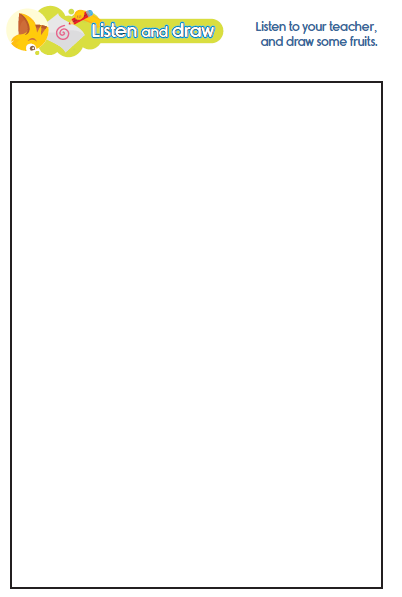 Listen and draw
Listen to your teacher,
and draw some fruits.